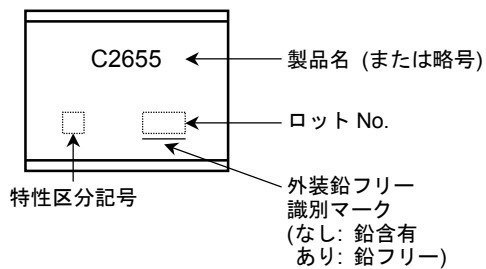 C2655
製品名 (または略号)
ロット No.
特性区分記号
外装鉛フリー
識別マーク
(なし: 鉛含有
あり: 鉛フリー)